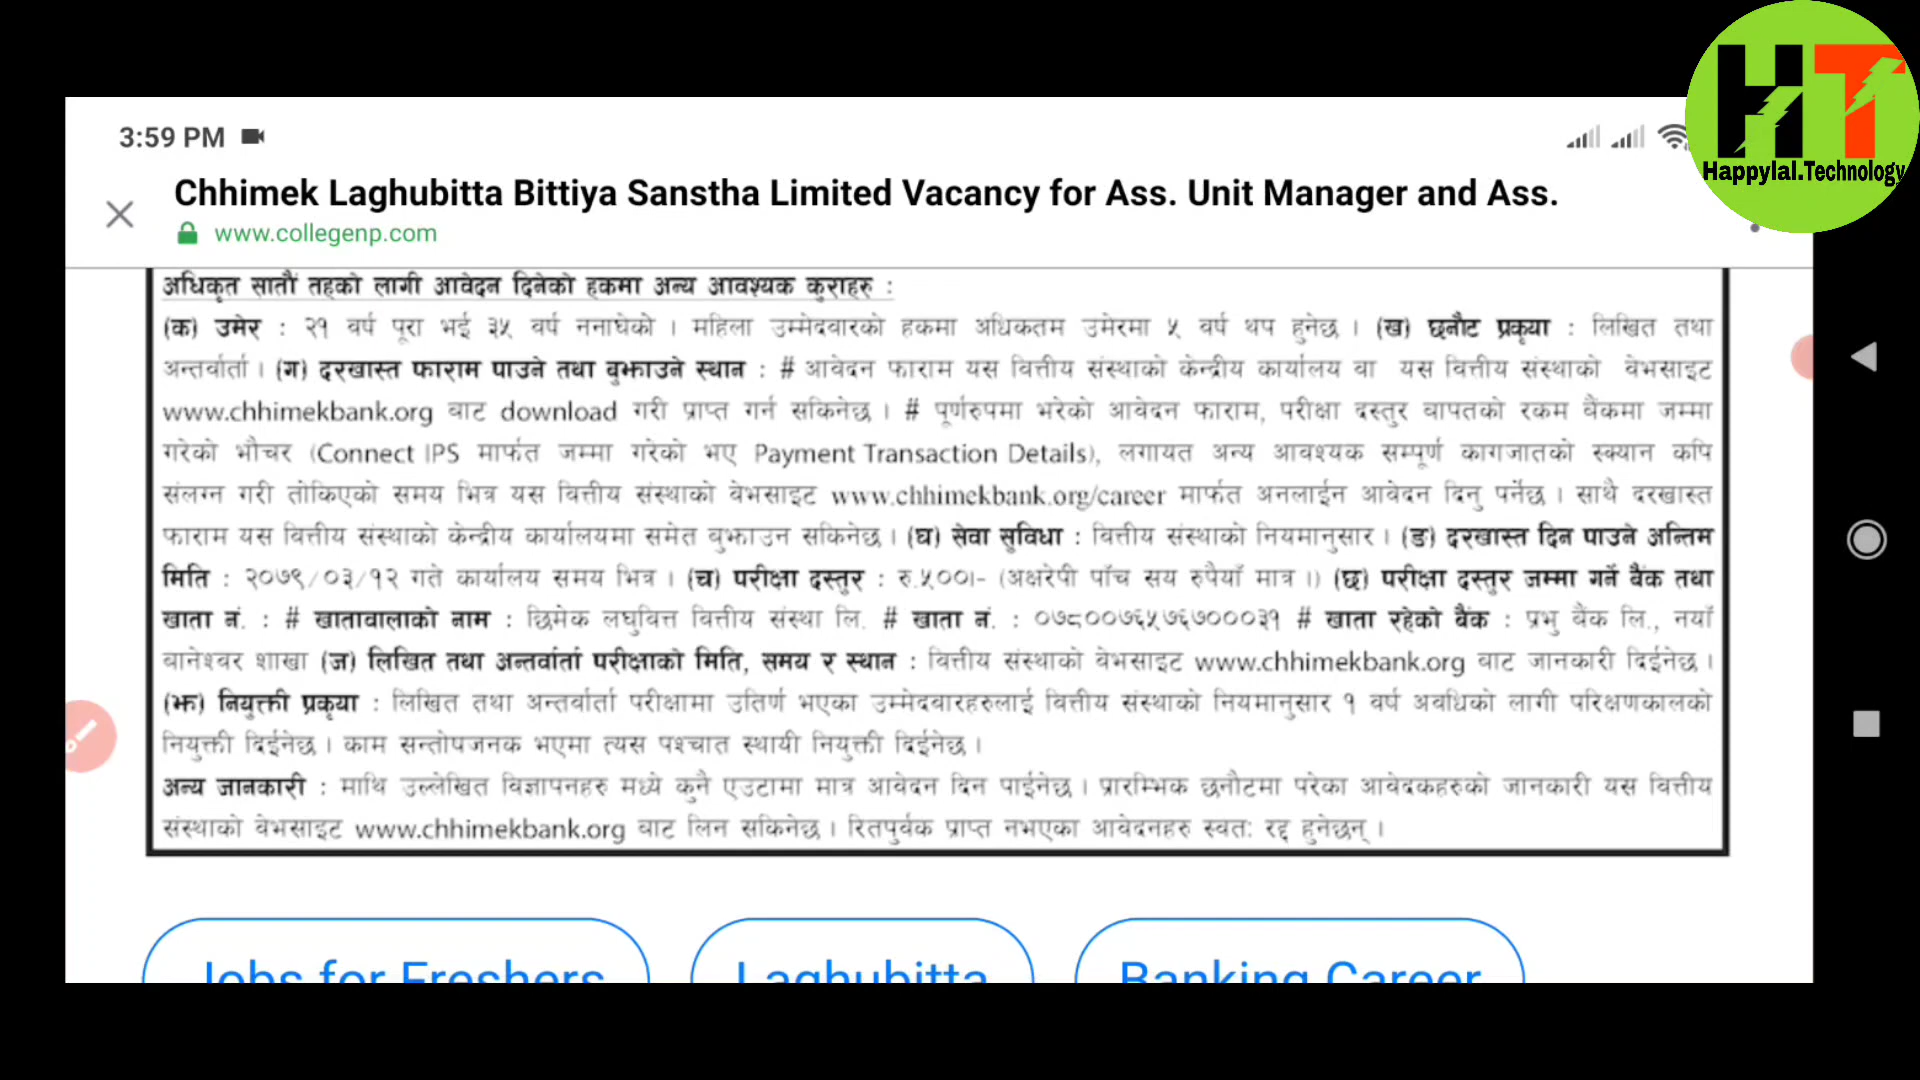 3:59 PM
HT
Happylal.Technology
Chhimek Laghubitta Bittiya Sanstha Limited Vacancy for Ass. Unit Manager and Ass.
www.collegenp.com
अधिकृत सातौं तहको लागी आवेदन दिनेको हकमा अन्य आवश्यक कुराहरु :
(क) उमेर : २१ वर्ष पूरा भई ३५ वर्ष ननाघेको । महिला उम्मेदवारको हकमा अधिकतम उमेरमा ५ वर्ष थप हुनेछ । (ख) छनौट प्रकृया : लिखित तथा
अन्तर्वार्ता । (ग) दरखास्त फाराम पाउने तथा बुझाउने स्थान : # आवेदन फाराम यस वित्तीय संस्थाको केन्द्रीय कार्यालय वा यस वित्तीय संस्थाको वेभसाइट
www.chhimekbank.org बाट download गरी प्राप्त गर्न सकिनेछ । # पूर्णरुपमा भरेको आवेदन फाराम, परीक्षा दस्तुर बापतको रकम बैंकमा जम्मा
गरेको भौचर (Connect IPS मार्फत जम्मा गरेको भए Payment Transaction Details), लगायत अन्य आवश्यक सम्पूर्ण कागजातको स्क्यान कपि
संलग्न गरी तोकिएको समय भित्र यस वित्तीय संस्थाको वेभसाइट www.chhimekbank.org/career मार्फत अनलाईन आवेदन दिनु पर्नेछ । साथै दरखास्त
फाराम यस वित्तीय संस्थाको केन्द्रीय कार्यालयमा समेत बुझाउन सकिनेछ । (घ) सेवा सुविधा : वित्तीय संस्थाको नियमानुसार । (ङ) दरखास्त दिन पाउने अन्तिम
मिति : २०७९/०३/१२ गते कार्यालय समय भित्र । (च) परीक्षा दस्तुर : रु.५००।- (अक्षरेपी पाँच सय रुपैयाँ मात्र ।) (छ) परीक्षा दस्तुर जम्मा गर्ने बैंक तथा
खाता नं. : # खातावालाको नाम : छिमेक लघुवित्त वित्तीय संस्था लि. # खाता नं. : ०७८००७६५७६७०००३१ # खाता रहेको बैंक : प्रभु बैंक लि., नयाँ
बानेश्वर शाखा (ज) लिखित तथा अन्तर्वार्ता परीक्षाको मिति, समय र स्थान : वित्तीय संस्थाको वेभसाइट www.chhimekbank.org बाट जानकारी दिईनेछ ।
(झ) नियुक्ती प्रकृया : लिखित तथा अन्तर्वार्ता परीक्षामा उतिर्ण भएका उम्मेदवारहरुलाई वित्तीय संस्थाको नियमानुसार १ वर्ष अवधिको लागी परिक्षणकालको
नियुक्ती दिईनेछ । काम सन्तोषजनक भएमा त्यस पश्चात स्थायी नियुक्ती दिईनेछ ।
अन्य जानकारी : माथि उल्लेखित विज्ञापनहरु मध्ये कुनै एउटामा मात्र आवेदन दिन पाईनेछ । प्रारम्भिक छनौटमा परेका आवेदकहरुको जानकारी यस वित्तीय
संस्थाको वेभसाइट www.chhimekbank.org बाट लिन सकिनेछ । रितपुर्वक प्राप्त नभएका आवेदनहरु स्वत: रद्द हुनेछन् ।
Jobs for Freshers
Laghubitta
Banking Career